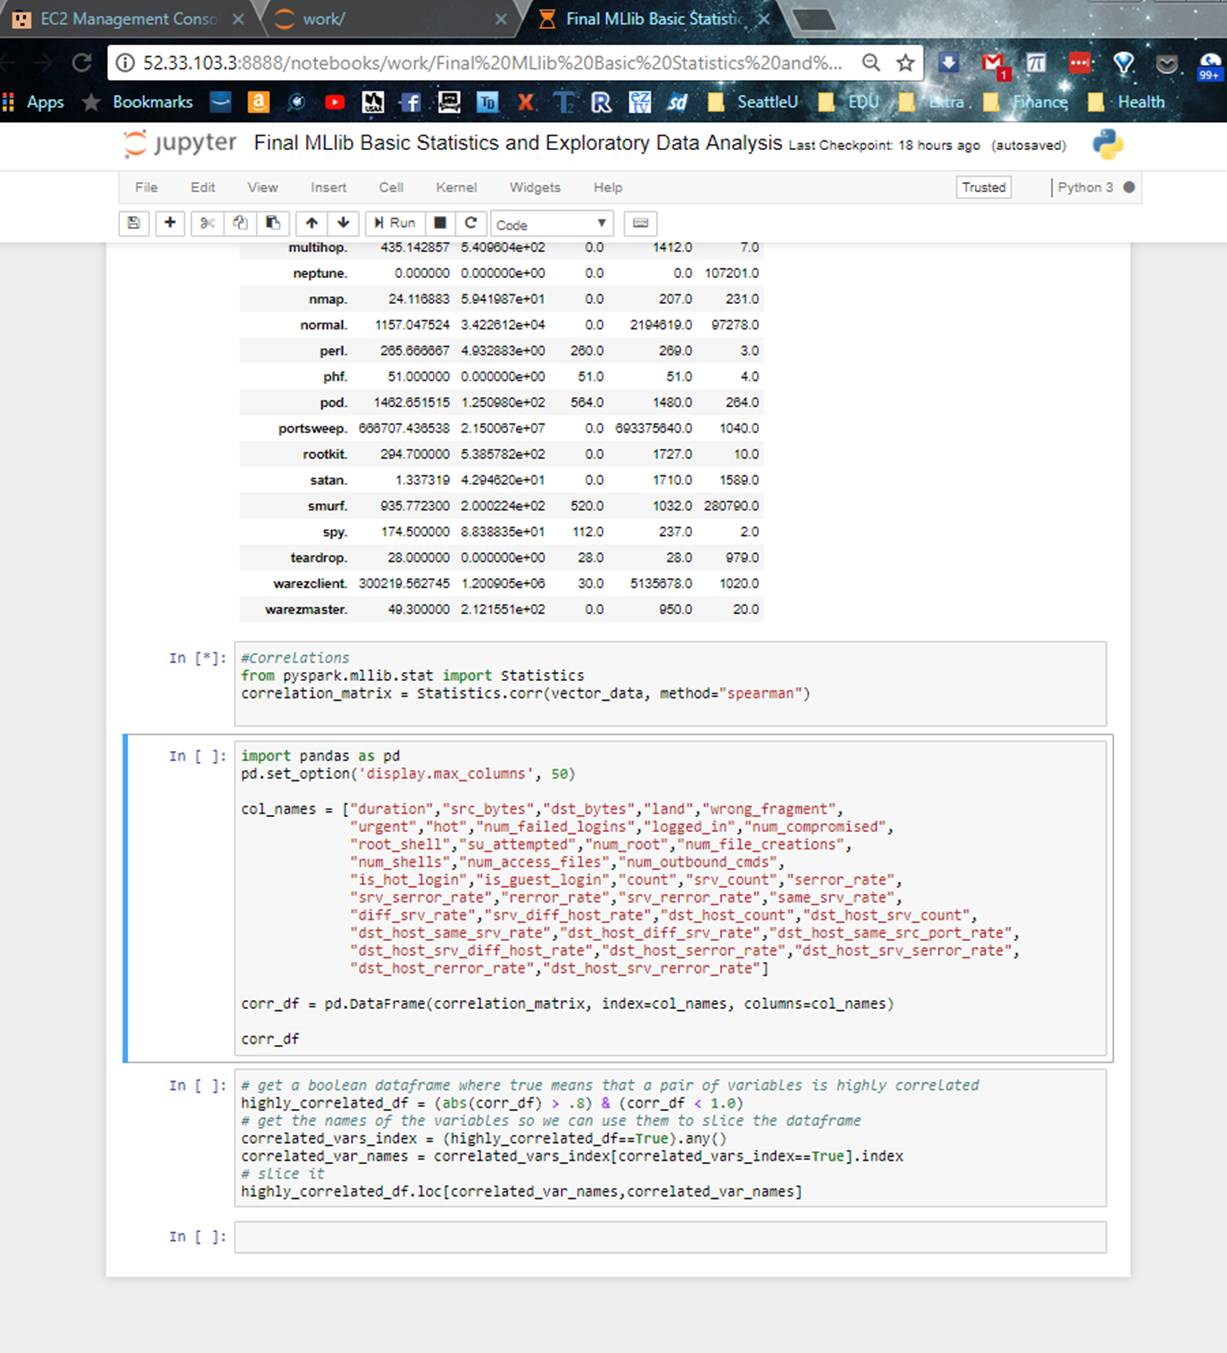 EC2 Management Conso
work/
Final MLlib Basic Statistic
52.33.103.3:8888/notebooks/work/Final%20MLlib%20Basic%20Statistics%20and%...
1
99+
Apps Bookmarks SeattleU EDU Extra Finance Health
jupyter Final MLlib Basic Statistics and Exploratory Data Analysis Last Checkpoint: 18 hours ago (autosaved)
File Edit View Insert Cell Kernel Widgets Help Trusted Python 3
Run Code
multihop. 435.142857 5.409604e+02 0.0 1412.0 7.0
neptune. 0.000000 0.000000e+00 0.0 0.0 107201.0
nmap. 24.116883 5.941987e+01 0.0 207.0 231.0
normal. 1157.047524 3.422612e+04 0.0 2194619.0 97278.0
perl. 265.666667 4.932883e+00 260.0 269.0 3.0
phf. 51.000000 0.000000e+00 51.0 51.0 4.0
pod. 1462.651515 1.250980e+02 564.0 1480.0 264.0
portsweep. 666707.436538 2.150067e+07 0.0 693375640.0 1040.0
rootkit. 294.700000 5.385782e+02 0.0 1727.0 10.0
satan. 1.337319 4.294620e+01 0.0 1710.0 1589.0
smurf. 935.772300 2.000224e+02 520.0 1032.0 280790.0
spy. 174.500000 8.838835e+01 112.0 237.0 2.0
teardrop. 28.000000 0.000000e+00 28.0 28.0 979.0
warezclient. 300219.562745 1.200905e+06 30.0 5135678.0 1020.0
warezmaster. 49.300000 2.121551e+02 0.0 950.0 20.0
In [*]: #Correlations
from pyspark.mllib.stat import Statistics
correlation_matrix = Statistics.corr(vector_data, method="spearman")
In [ ]: import pandas as pd
pd.set_option('display.max_columns', 50)
col_names = ["duration","src_bytes","dst_bytes","land","wrong_fragment",
"urgent","hot","num_failed_logins","logged_in","num_compromised",
"root_shell","su_attempted","num_root","num_file_creations",
"num_shells","num_access_files","num_outbound_cmds",
"is_hot_login","is_guest_login","count","srv_count","serror_rate",
"srv_serror_rate","rerror_rate","srv_rerror_rate","same_srv_rate",
"diff_srv_rate","srv_diff_host_rate","dst_host_count","dst_host_srv_count",
"dst_host_same_srv_rate","dst_host_diff_srv_rate","dst_host_same_src_port_rate",
"dst_host_srv_diff_host_rate","dst_host_serror_rate","dst_host_srv_serror_rate",
"dst_host_rerror_rate","dst_host_srv_rerror_rate"]
corr_df = pd.DataFrame(correlation_matrix, index=col_names, columns=col_names)
corr_df
In [ ]: # get a boolean dataframe where true means that a pair of variables is highly correlated
highly_correlated_df = (abs(corr_df) > .8) & (corr_df < 1.0)
# get the names of the variables so we can use them to slice the dataframe
correlated_vars_index = (highly_correlated_df==True).any()
correlated_var_names = correlated_vars_index[correlated_vars_index==True].index
# slice it
highly_correlated_df.loc[correlated_var_names,correlated_var_names]
In [ ]: